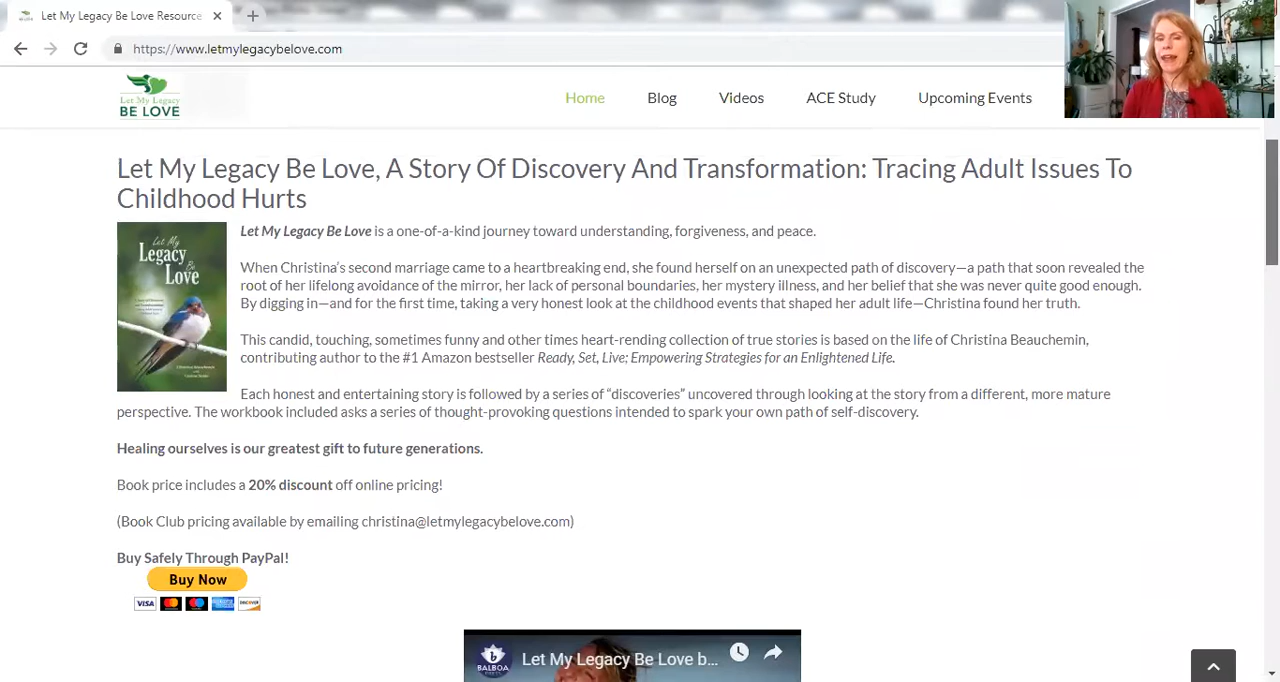 Let My Legacy Be Love Resource
https://www.letmylegacybelove.com
Let My Legacy
BE LOVE
Home
Blog
Videos
ACE Study
Upcoming Events
Let My Legacy Be Love, A Story Of Discovery And Transformation: Tracing Adult Issues To
Childhood Hurts
Let My
Legacy
Be
Love
Let My Legacy Be Love is a one-of-a-kind journey toward understanding, forgiveness, and peace.
When Christina’s second marriage came to a heartbreaking end, she found herself on an unexpected path of discovery—a path that soon revealed the
root of her lifelong avoidance of the mirror, her lack of personal boundaries, her mystery illness, and her belief that she was never quite good enough.
By digging in—and for the first time, taking a very honest look at the childhood events that shaped her adult life—Christina found her truth.
This candid, touching, sometimes funny and other times heart-rending collection of true stories is based on the life of Christina Beauchemin,
contributing author to the #1 Amazon bestseller Ready, Set, Live: Empowering Strategies for an Enlightened Life.
Each honest and entertaining story is followed by a series of “discoveries” uncovered through looking at the story from a different, more mature
perspective. The workbook included asks a series of thought-provoking questions intended to spark your own path of self-discovery.
Healing ourselves is our greatest gift to future generations.
Book price includes a 20% discount off online pricing!
(Book Club pricing available by emailing christina@letmylegacybelove.com)
Buy Safely Through PayPal!
Buy Now
VISA
DISCOVER
b
BALBOA
Let My Legacy Be Love b...